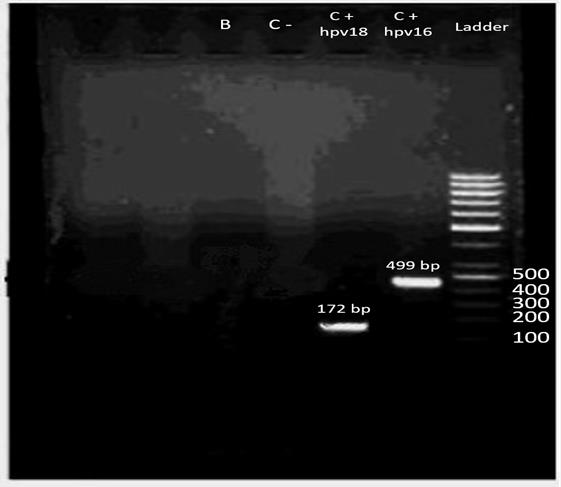 B
C -
C +
hpv18
C +
hpv16
Ladder
499 bp
172 bp
500
400
300
200
100